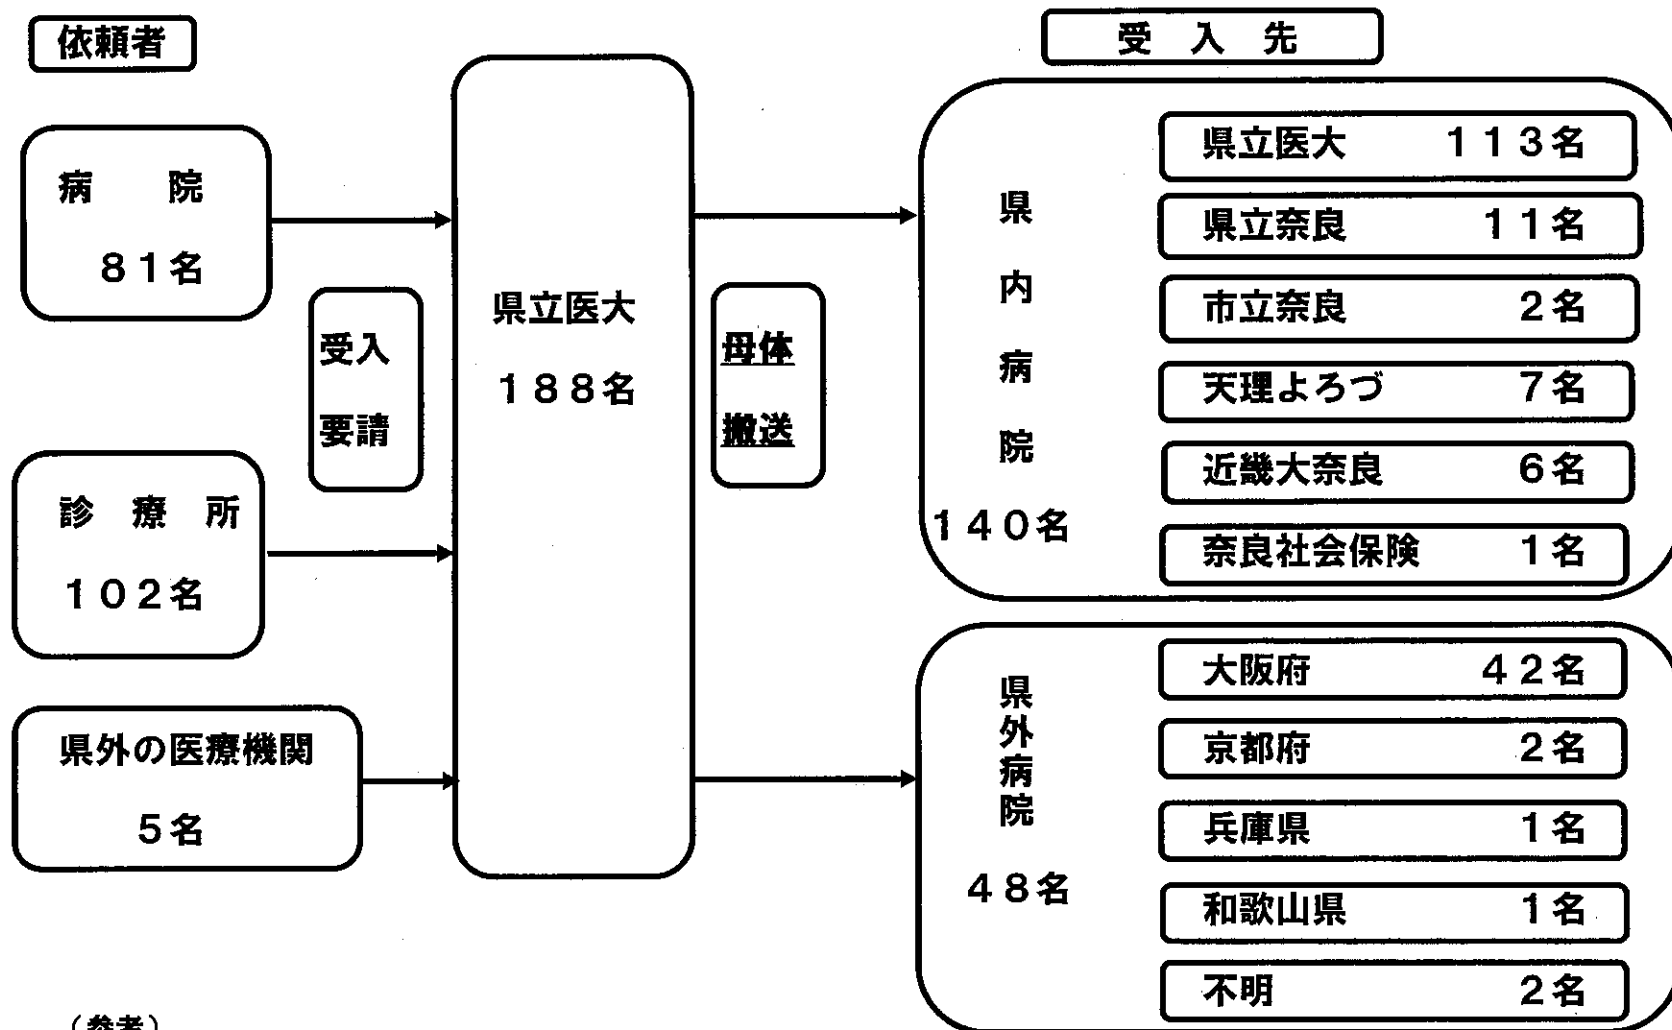 依頼者
病　　院
８１名
診　療　所
１０２名
県外の医療機関
５名
受入
要請
県立医大
１８８名
母体
搬送
受　入　先
県内病院
１４０名
県立医大　１１３名
県立奈良　１１名
市立奈良　２名
天理よろづ　７名
近畿大奈良　６名
奈良社会保険　１名
県外病院
４８名
大阪府　４２名
京都府　２名
兵庫県　１名
和歌山県　１名
不明　２名
（参考）